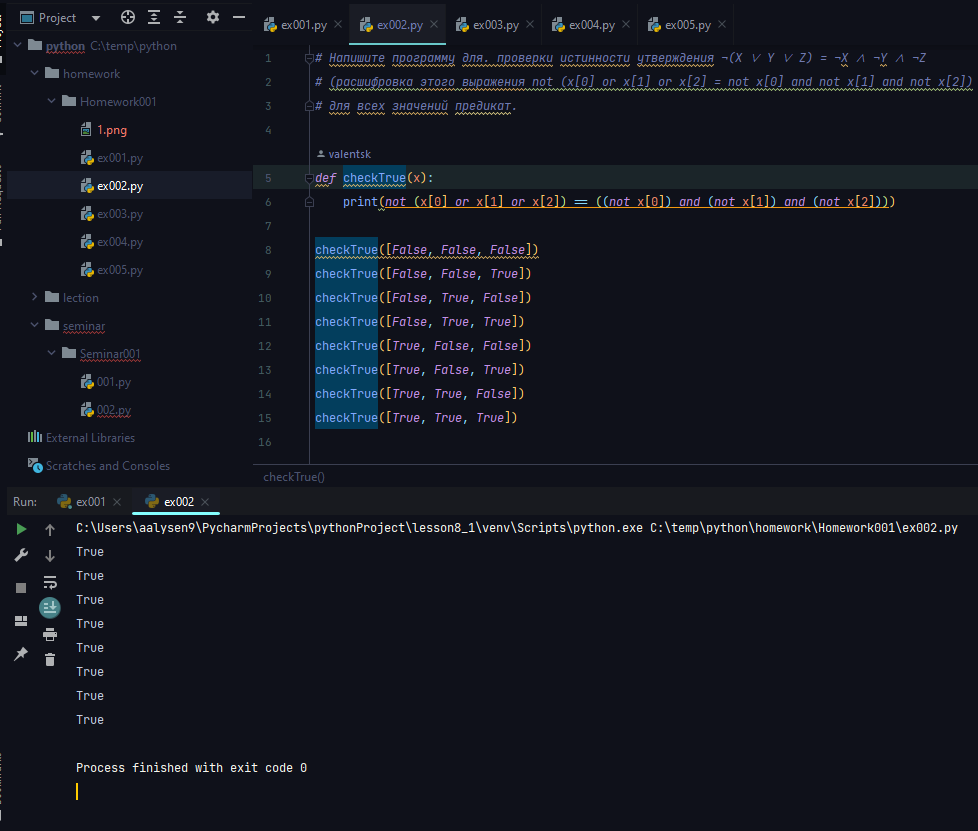 Project
python C:\temp\python
homework
Homework001
1.png
ex001.py
ex002.py
ex003.py
ex004.py
ex005.py
lection
seminar
Seminar001
001.py
002.py
External Libraries
Scratches and Consoles
ex001.py ex002.py ex003.py ex004.py ex005.py
1 # Напишите программу для. проверки истинности утверждения ¬(X ∨ Y ∨ Z) = ¬X ∧ ¬Y ∧ ¬Z
2 # (расшифровка этого выражения not (x[0] or x[1] or x[2] = not x[0] and not x[1] and not x[2])
3 # для всех значений предикат.
4
valentsk
5 def checkTrue(x):
6 print(not (x[0] or x[1] or x[2]) == ((not x[0]) and (not x[1]) and (not x[2])))
7
8 checkTrue([False, False, False])
9 checkTrue([False, False, True])
10 checkTrue([False, True, False])
11 checkTrue([False, True, True])
12 checkTrue([True, False, False])
13 checkTrue([True, False, True])
14 checkTrue([True, True, False])
15 checkTrue([True, True, True])
16
checkTrue()
Run: ex001 ex002
C:\Users\aalysen9\PycharmProjects\pythonProject\lesson8_1\venv\Scripts\python.exe C:\temp\python\homework\Homework001\ex002.py
True
True
True
True
True
True
True
True
Process finished with exit code 0